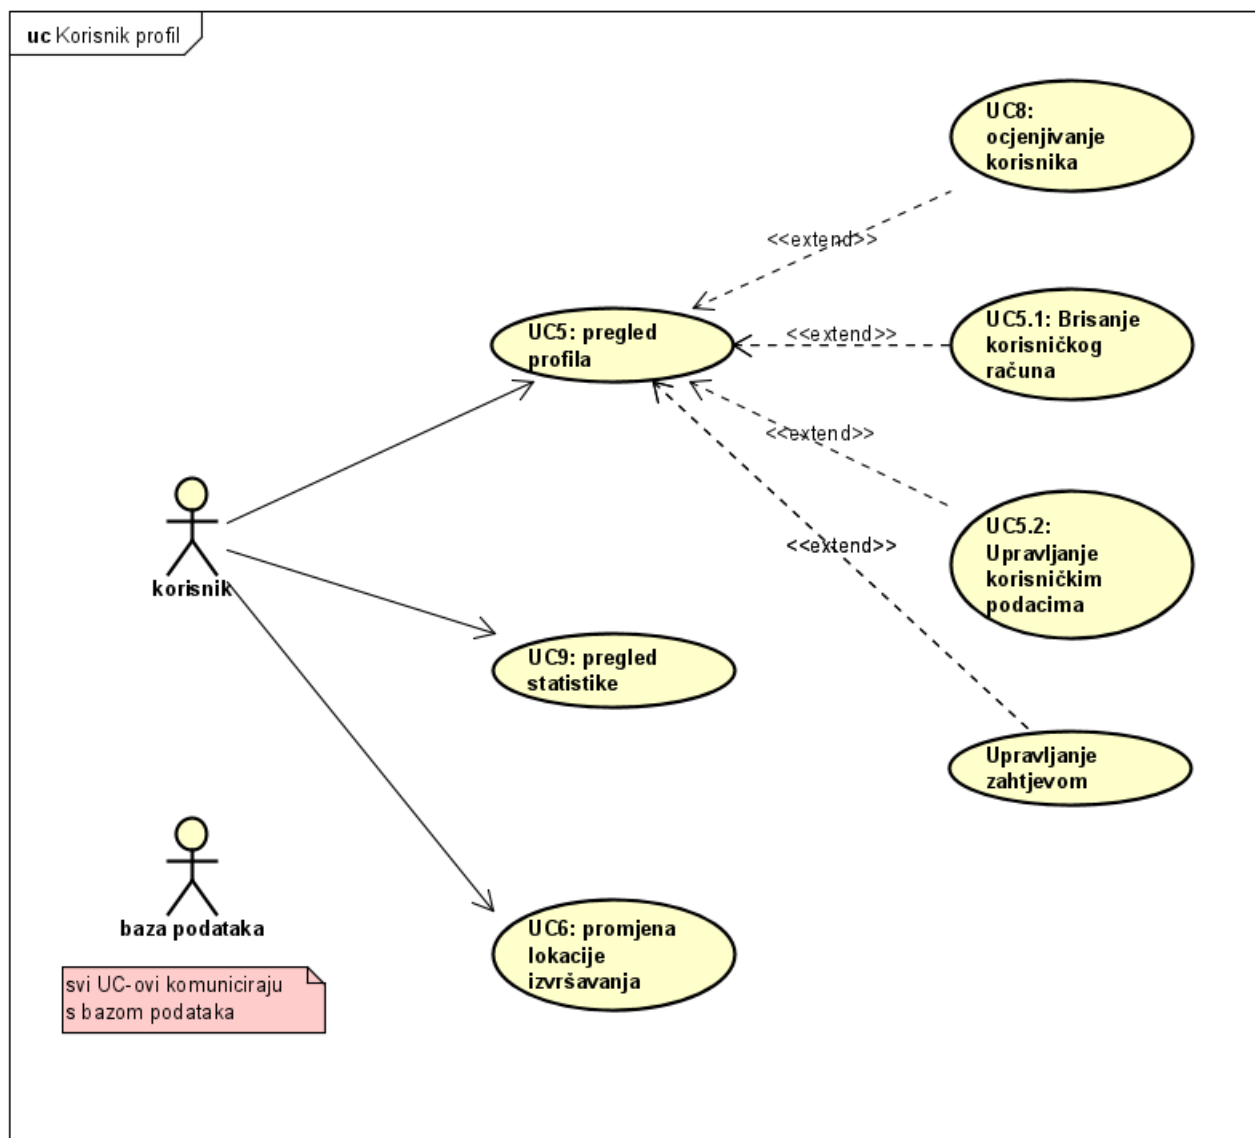 uc Korisnik profil
UC8:
ocjenjivanje
korisnika
<<extend>>
UC5: pregled
profila
<<extend>>
UC5.1: Brisanje
korisničkog
računa
<<extend>>
korisnik
UC5.2:
Upravljanje
korisničkim
podacima
<<extend>>
UC9: pregled
statistike
Upravljanje
zahtjevom
baza podataka
UC6: promjena
lokacije
izvršavanja
svi UC-ovi komuniciraju
s bazom podataka